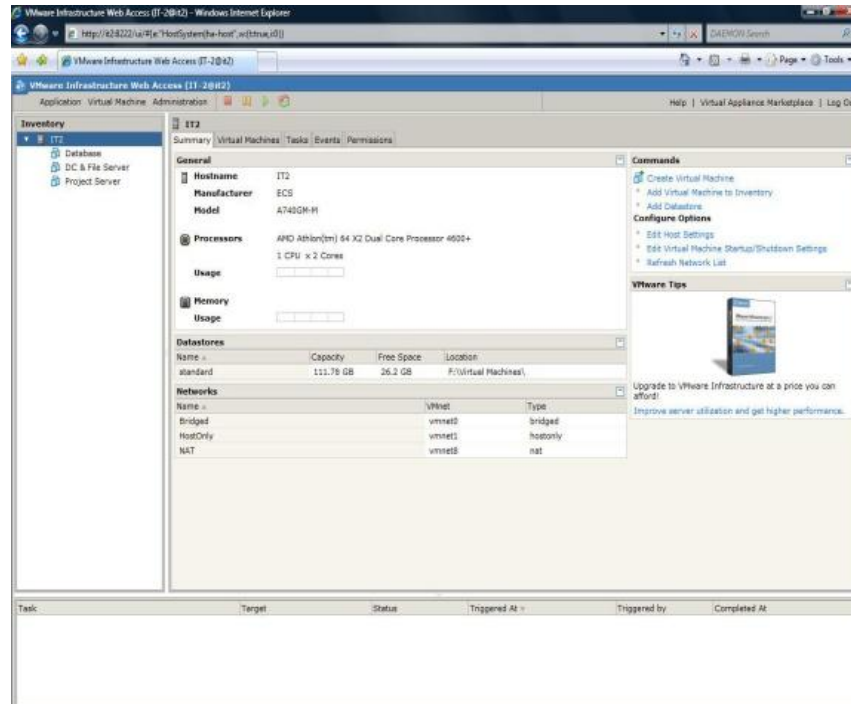 VMware Infrastructure Web Access (IT-2@it2) - Windows Internet Explorer
DAEMON Search
VMware Infrastructure Web Access (IT-2@it2)
Page Tools
VMware Infrastructure Web Access (IT-2@it2)
Application Virtual Machine Administration
Help | Virtual Appliance Marketplace | Log Ou
Inventory
IT2
Database
DC & File Server
Project Server
IT2
Summary Virtual Machines Tasks Events Permissions
General
Hostname IT2
Manufacturer ECS
Model A740GM-M
Processors AMD Athlon(tm) 64 X2 Dual Core Processor 4600+
1 CPU x 2 Cores
Usage
Memory
Usage
Datastores
Name Capacity Free Space Location
standard 111.78 GB 26.2 GB F:\Virtual Machines\
Networks
Name VMnet Type
Bridged vmnet0 bridged
HostOnly vmnet1 hostonly
NAT vmnet8 nat
Commands
Create Virtual Machine
Add Virtual Machine to Inventory
Add Datastore
Configure Options
Edit Host Settings
Edit Virtual Machine Startup/Shutdown Settings
Refresh Network List
VMware Tips
Upgrade to VMware Infrastructure at a price you can
afford!
Improve server utilization and get higher performance.
Task Target Status Triggered At Triggered by Completed At